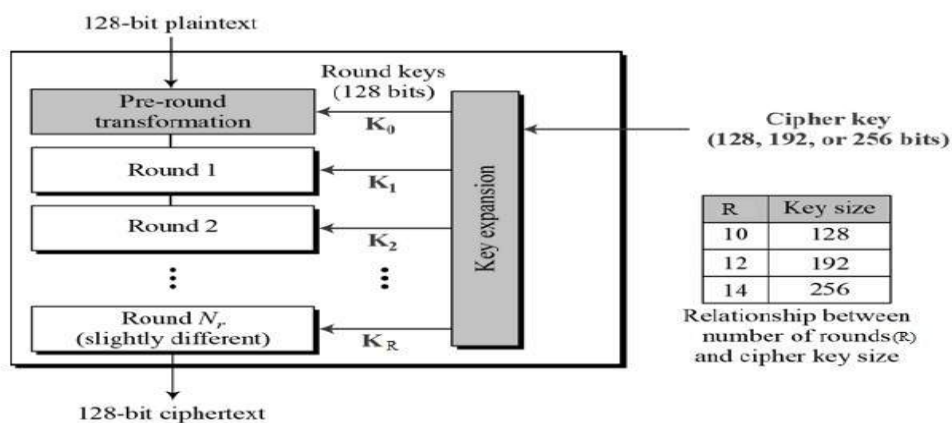 128-bit plaintext
Round keys
(128 bits)
Pre-round
transformation
K0
Cipher key
(128, 192, or 256 bits)
Round 1
K1
Key expansion
Round 2
K2
R Key size
10 128
12 192
14 256
•••
•••
Round Nr
(slightly different)
KR
Relationship between
number of rounds(R)
and cipher key size
128-bit ciphertext